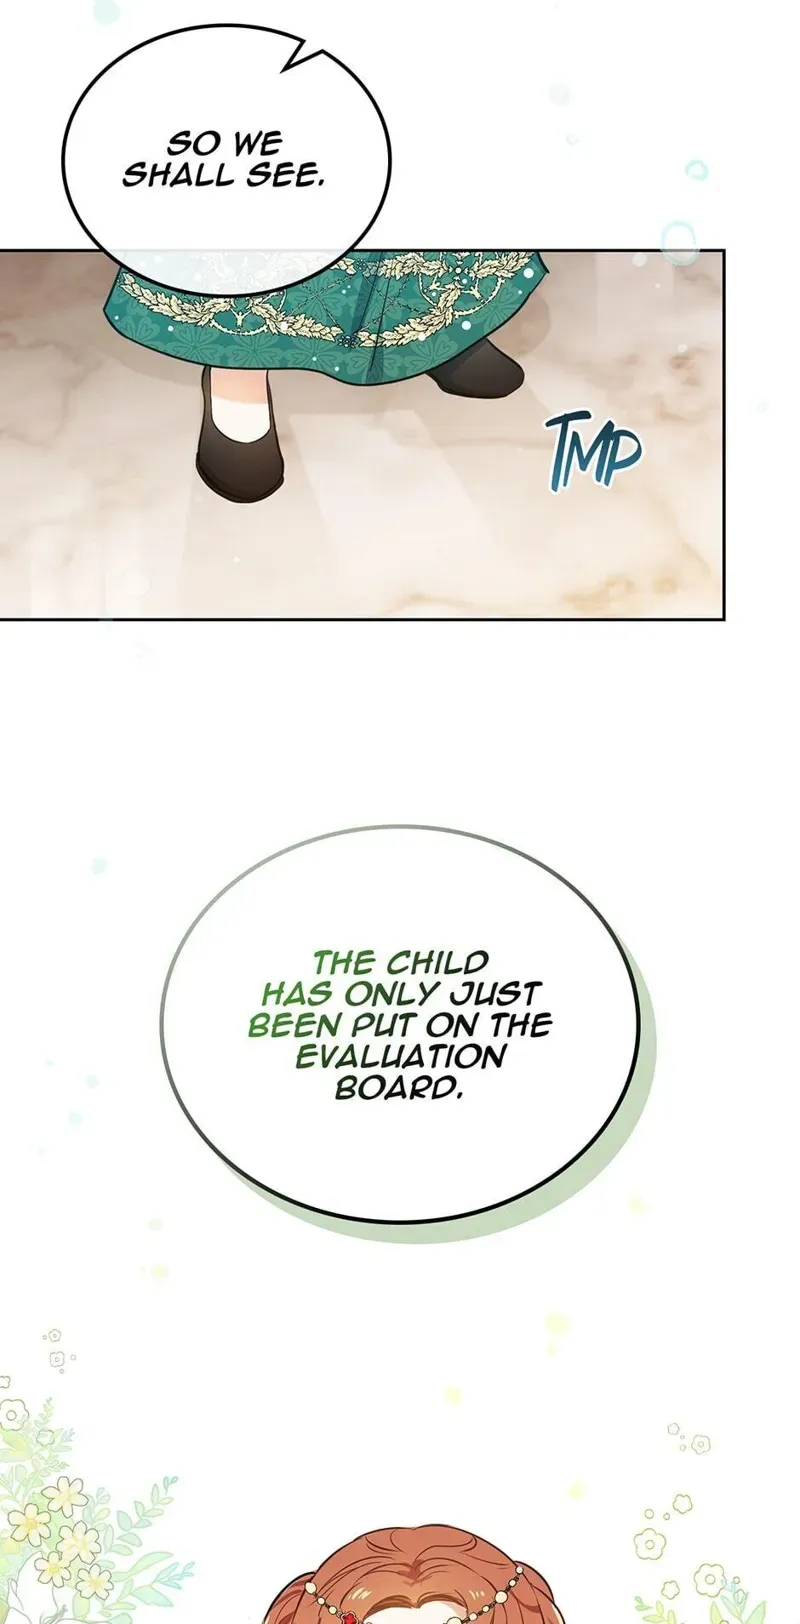 SO WE
SHALL SEE.
TMP
THE CHILD
HAS ONLY JUST
BEEN PUT ON THE
EVALUATION
BOARD.